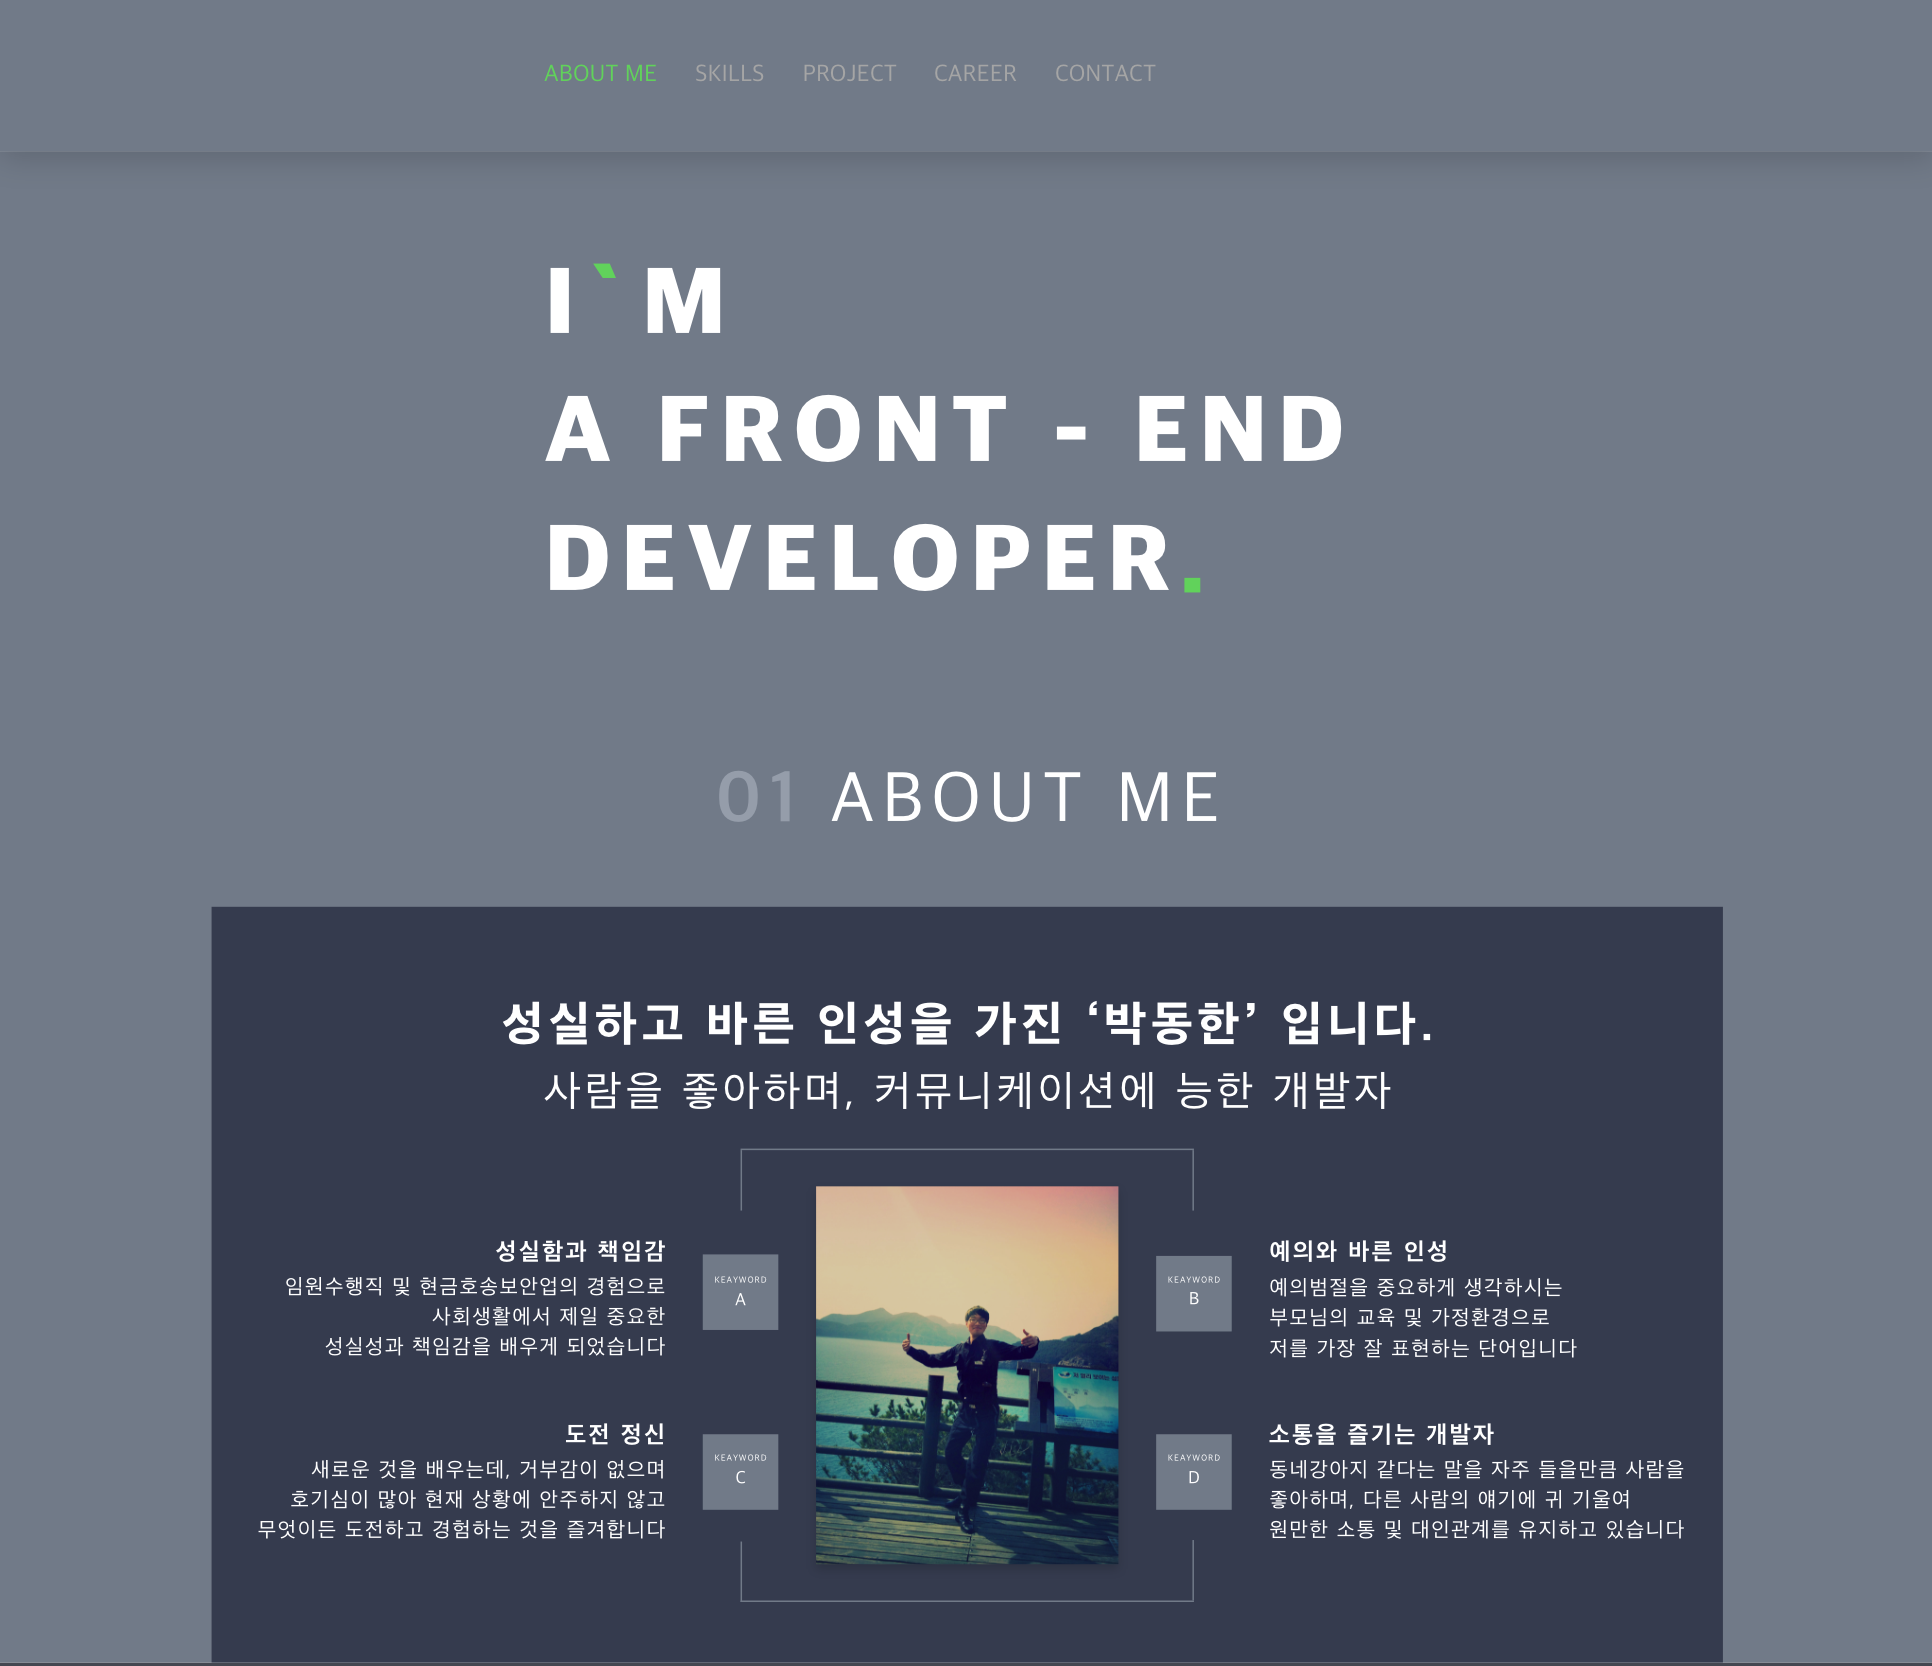 ABOUT ME SKILLS PROJECT CAREER CONTACT
I`M
A FRONT - END
DEVELOPER.
01 ABOUT ME
성실하고 바른 인성을 가진 ‘박동한’ 입니다.
사람을 좋아하며, 커뮤니케이션에 능한 개발자
성실함과 책임감
임원수행직 및 현금호송보안업의 경험으로
사회생활에서 제일 중요한
성실성과 책임감을 배우게 되었습니다
KEAYWORD
A
KEAYWORD
B
예의와 바른 인성
예의범절을 중요하게 생각하시는
부모님의 교육 및 가정환경으로
저를 가장 잘 표현하는 단어입니다
도전 정신
새로운 것을 배우는데, 거부감이 없으며
호기심이 많아 현재 상황에 안주하지 않고
무엇이든 도전하고 경험하는 것을 즐겨합니다
KEAYWORD
C
KEAYWORD
D
소통을 즐기는 개발자
동네강아지 같다는 말을 자주 들을만큼 사람을
좋아하며, 다른 사람의 얘기에 귀 기울여
원만한 소통 및 대인관계를 유지하고 있습니다